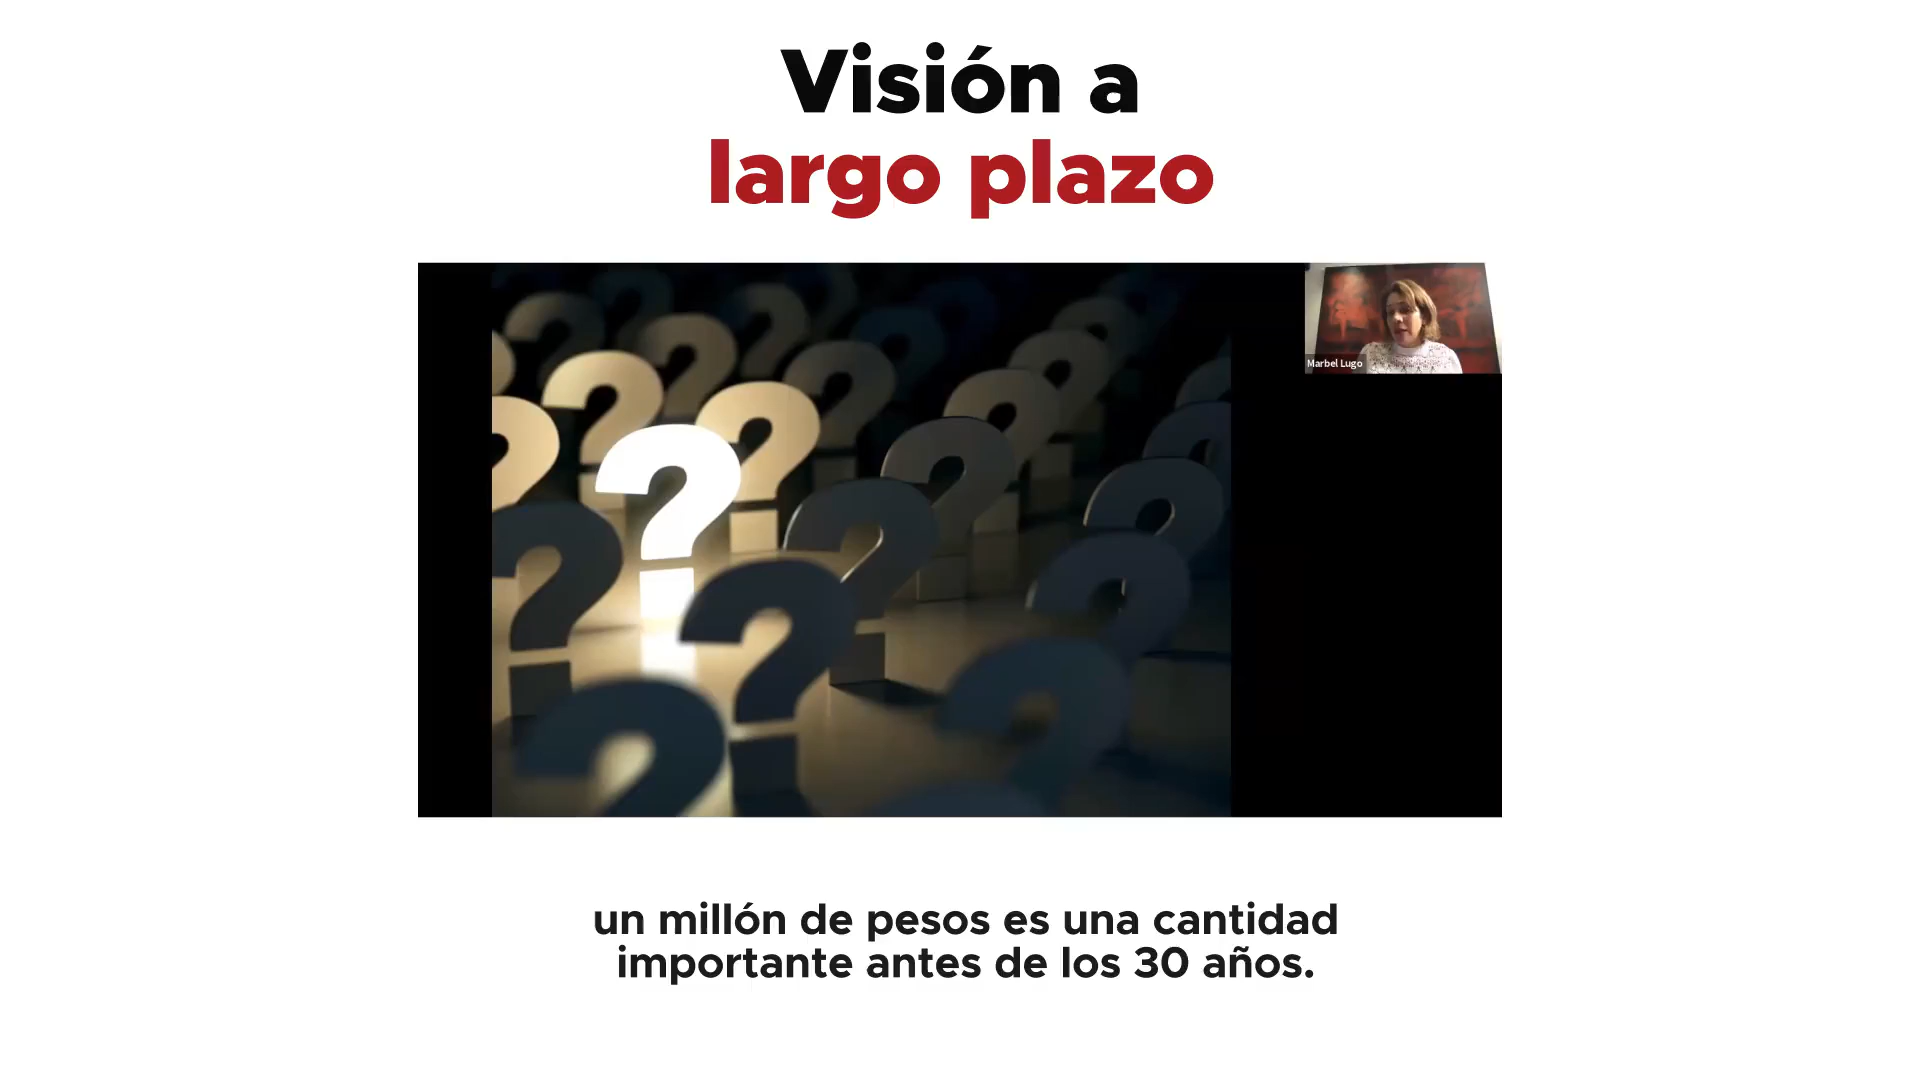 Visión a
largo plazo
Marbel Lugo
un millón de pesos es una cantidad
importante antes de los 30 años.